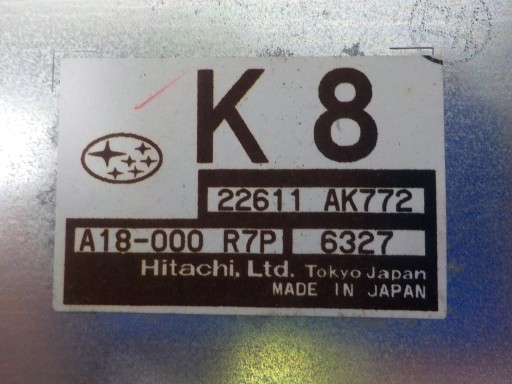 K 8
22611 AK772
A18-000 R7P 6327
Hitachi, Ltd. Tokyo Japan
MADE IN JAPAN